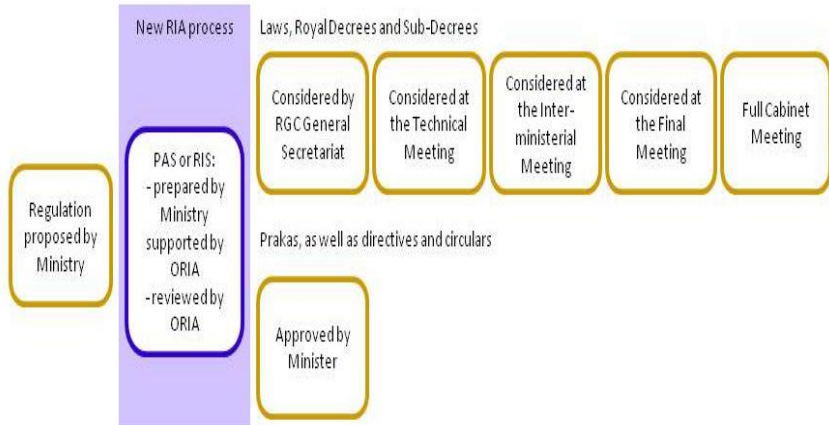 New RIA process
Laws, Royal Decrees and Sub-Decrees
Regulation
proposed by
Ministry
PAS or RIS:
- prepared by
Ministry
supported by
ORIA
-reviewed by
ORIA
Considered by
RGC General
Secretariat
Considered at
the Technical
Meeting
Considered at
the Inter-
ministerial
Meeting
Considered at
the Final
Meeting
Full Cabinet
Meeting
Prakas, as well as directives and circulars
Approved by
Minister